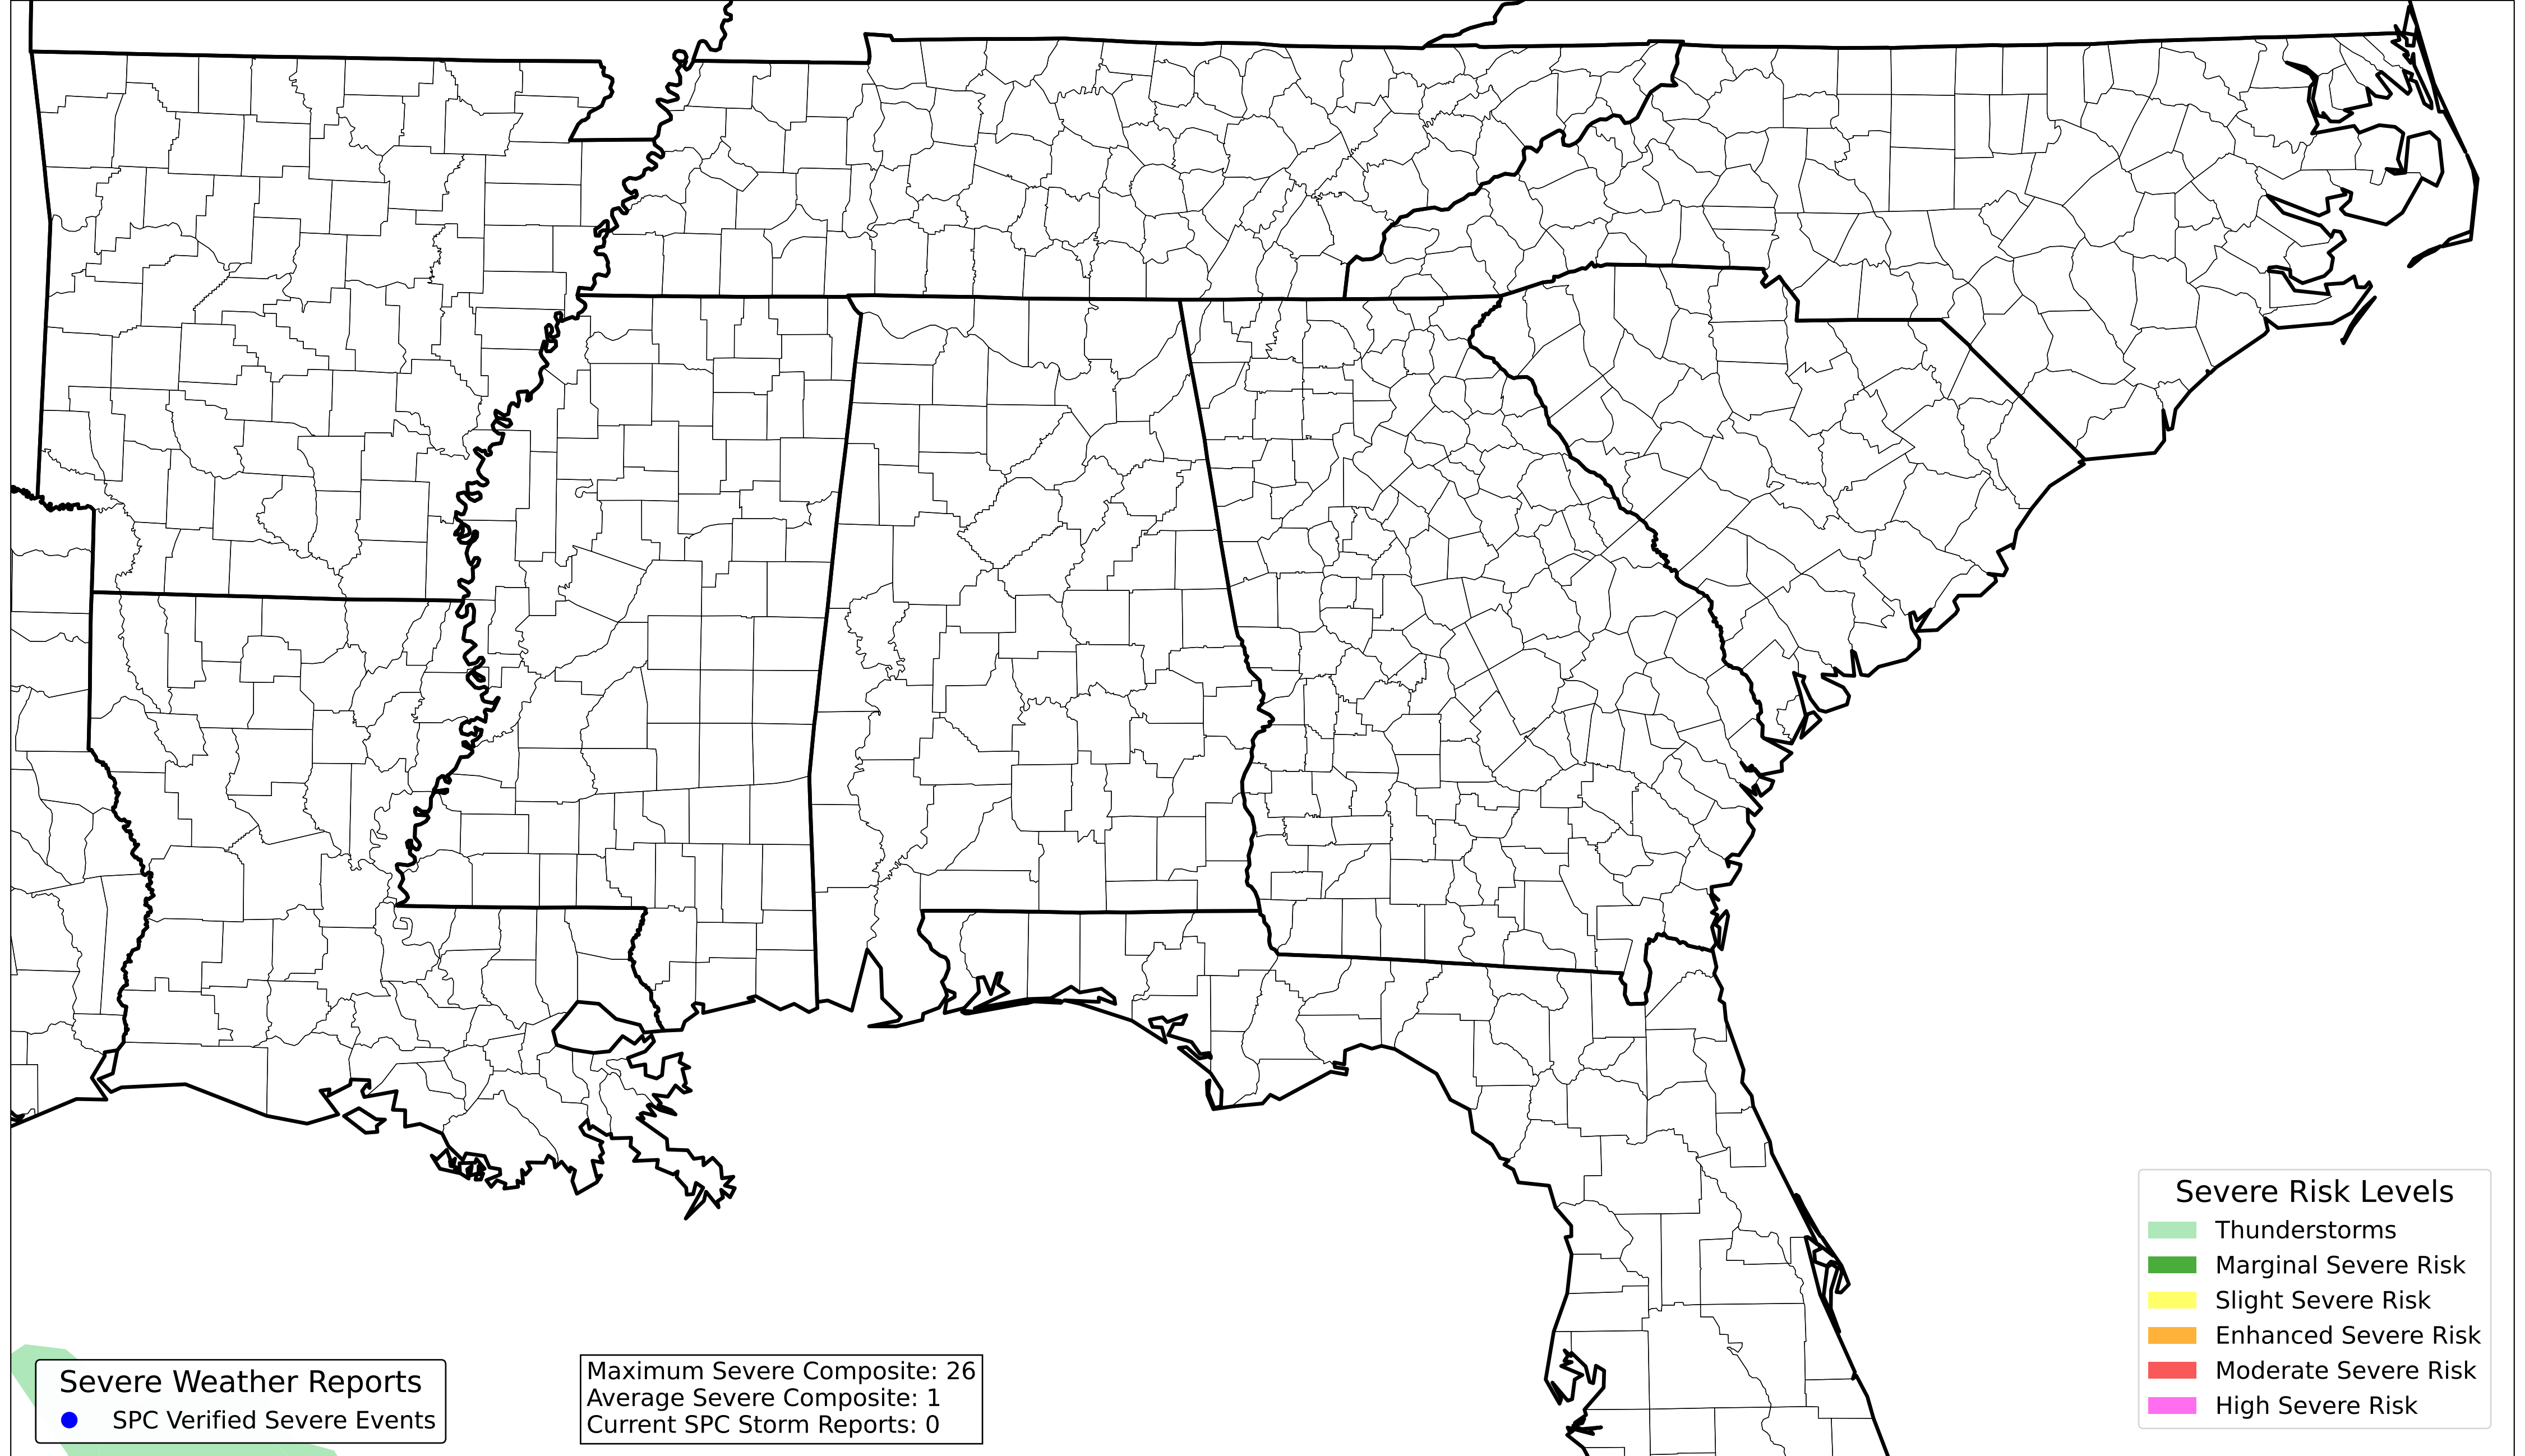 Severe Risk Levels
Thunderstorms
Marginal Severe Risk
Slight Severe Risk
Enhanced Severe Risk
Moderate Severe Risk
High Severe Risk
Severe Weather Reports
SPC Verified Severe Events
Maximum Severe Composite: 26
Average Severe Composite: 1
Current SPC Storm Reports: 0